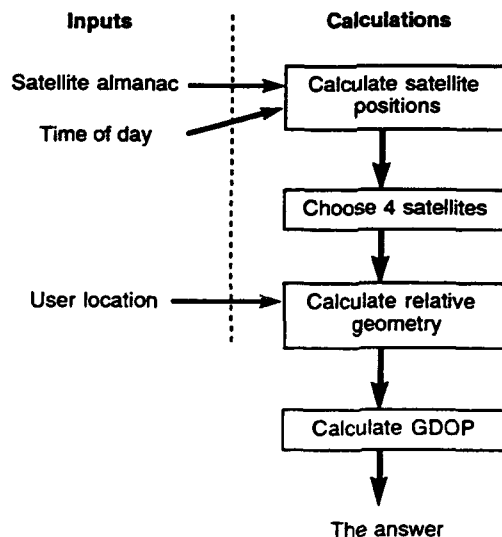 Inputs
Calculations
Satellite almanac
Calculate satellite
positions
Time of day
Choose 4 satellites
User location
Calculate relative
geometry
Calculate GDOP
The answer